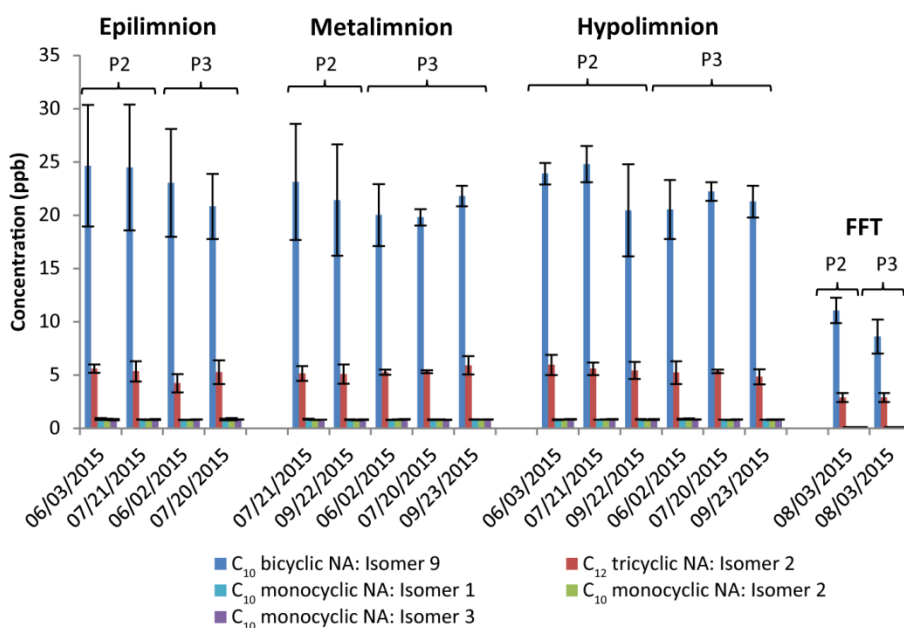 Epilimnion Metalimnion Hypolimnion
P2 P3 P2 P3 P2 P3
FFT
P2 P3
Concentration (ppb)
35
30
25
20
15
10
5
0
06/03/2015 07/21/2015 06/02/2015 07/20/2015 07/21/2015 09/22/2015 06/02/2015 07/20/2015 09/23/2015 06/03/2015 07/21/2015 09/22/2015 06/02/2015 07/20/2015 09/23/2015 08/03/2015 08/03/2015
C10 bicyclic NA: Isomer 9 C12 tricyclic NA: Isomer 2
C10 monocyclic NA: Isomer 1 C10 monocyclic NA: Isomer 2
C10 monocyclic NA: Isomer 3